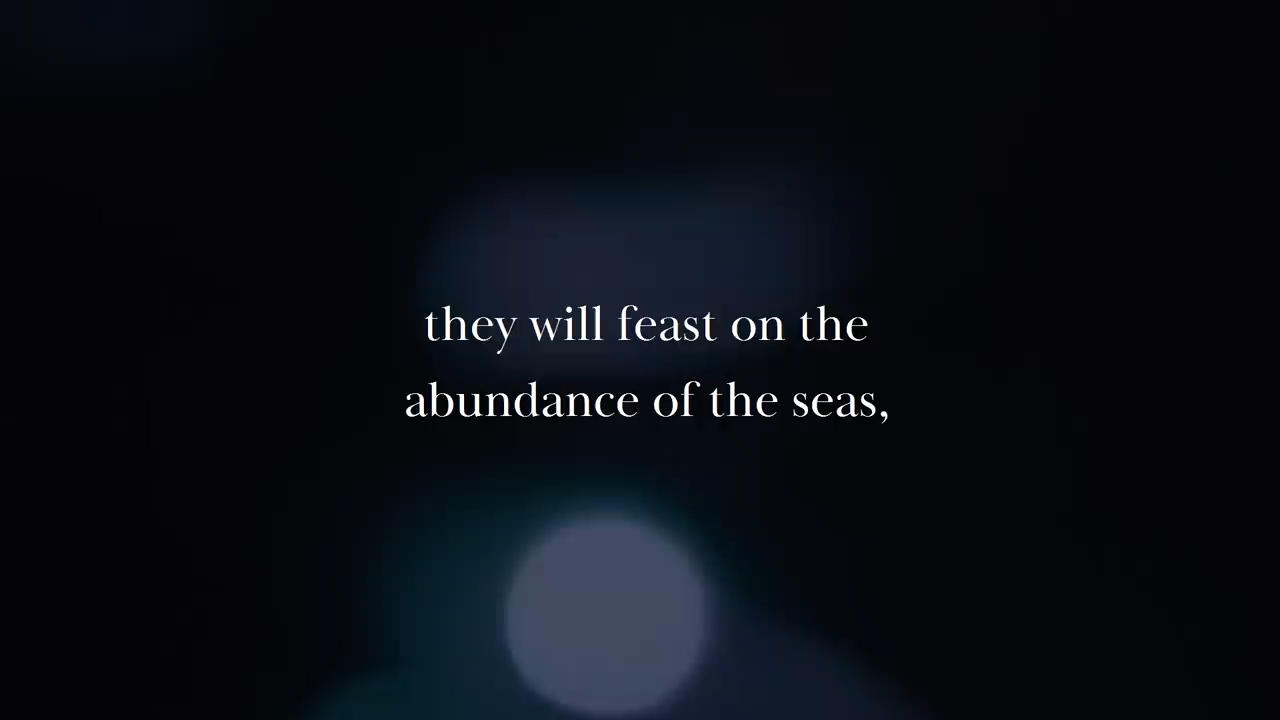 they will feast on the
abundance of the seas,